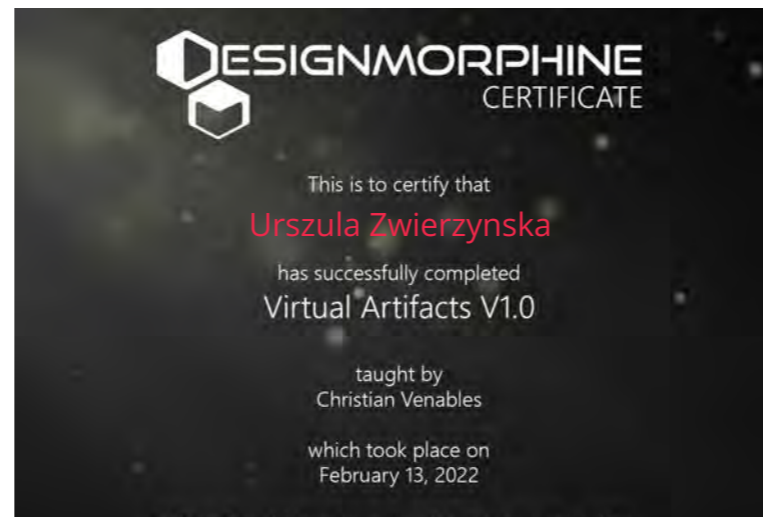 DESIGNMORPHINE
CERTIFICATE
This is to certify that
Urszula Zwierzynska
has successfully completed
Virtual Artifacts V1.0
taught by
Christian Venables
which took place on
February 13, 2022